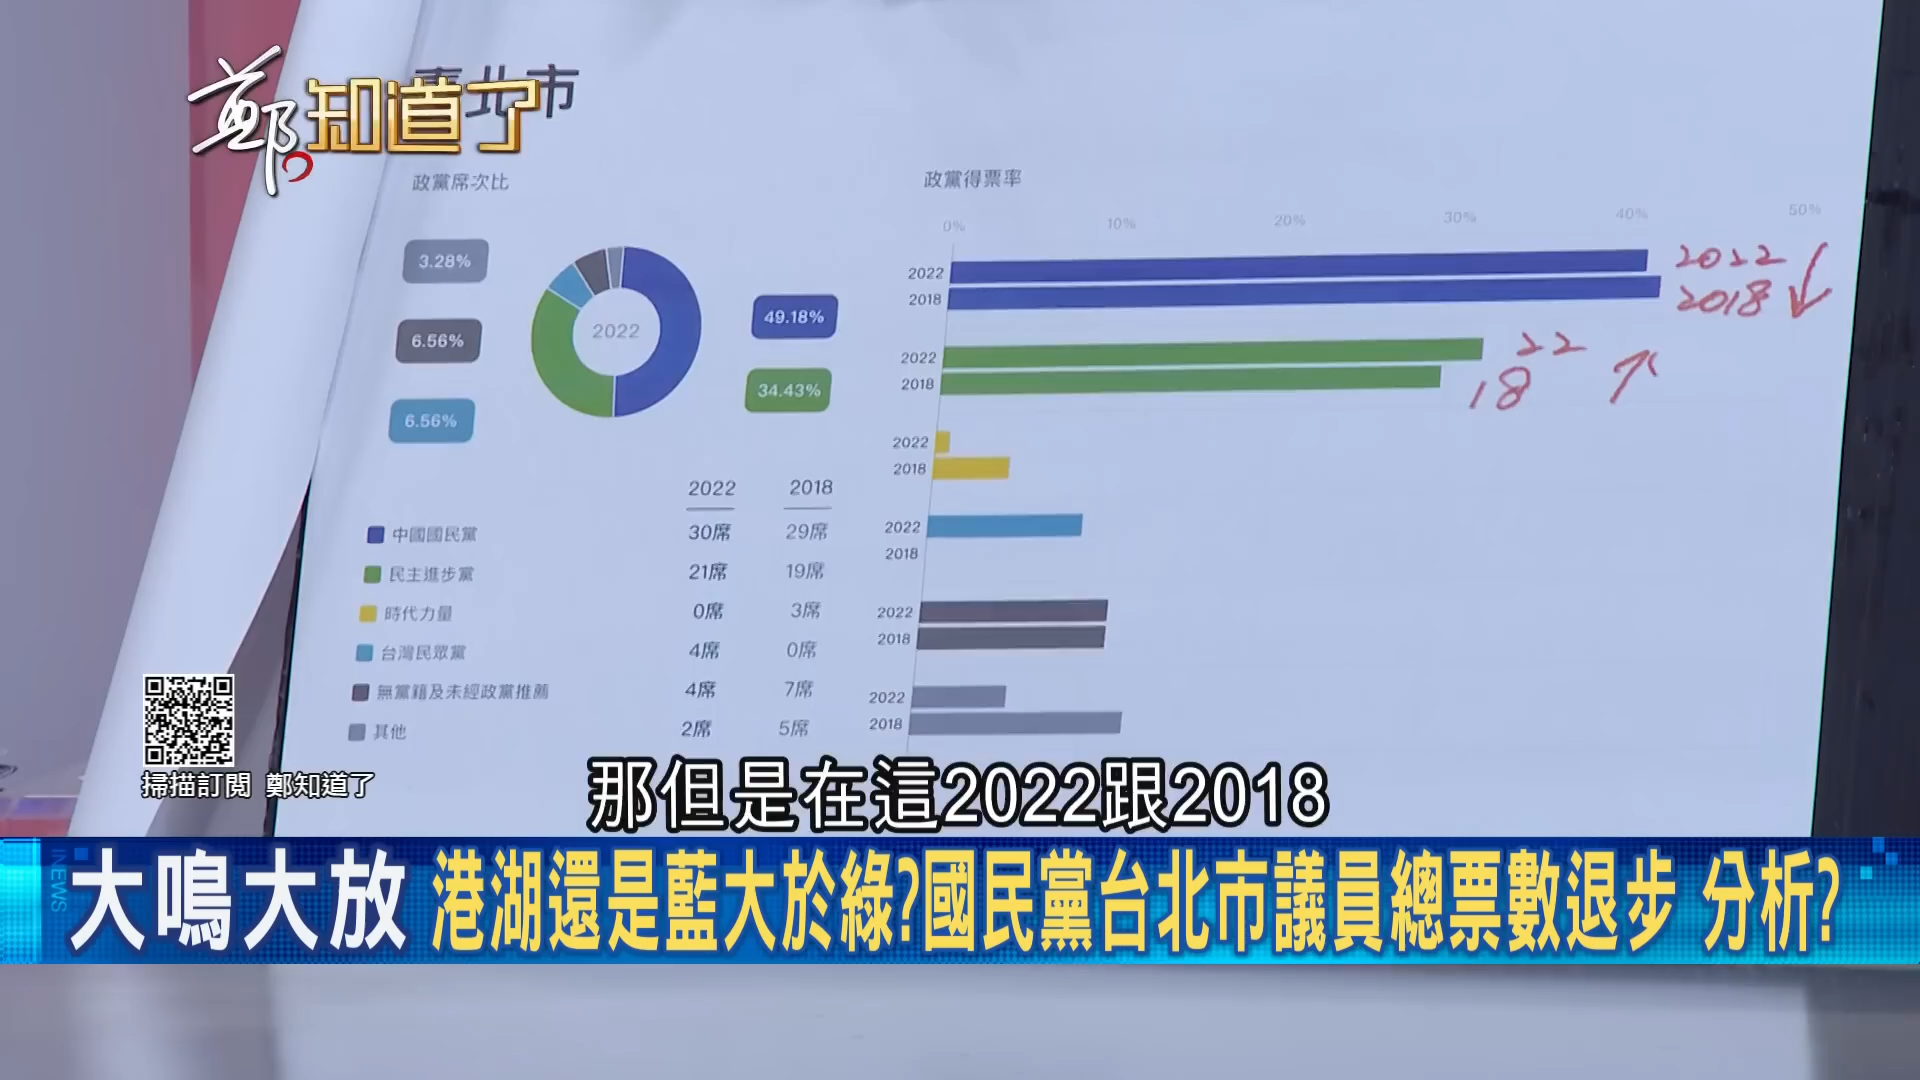 臺北市
鄭知道了
政黨席次比
政黨得票率
0% 10% 20% 30% 40% 50%
3.28%
6.56%
6.56%
2022
49.18%
34.43%
2022 2022
2018 2018
2022 22
2018 18
2022
2018
2022
2018
2022
2018
2022
2018
2022 2018
中國國民黨 30席 29席
民主進步黨 21席 19席
時代力量 0席 3席
台灣民眾黨 4席 0席
無黨籍及未經政黨推薦 4席 7席
其他 2席 5席
掃描訂閱 鄭知道了
那但是在這2022跟2018
NEWS
大鳴大放 港湖還是藍大於綠?國民黨台北市議員總票數退步 分析?